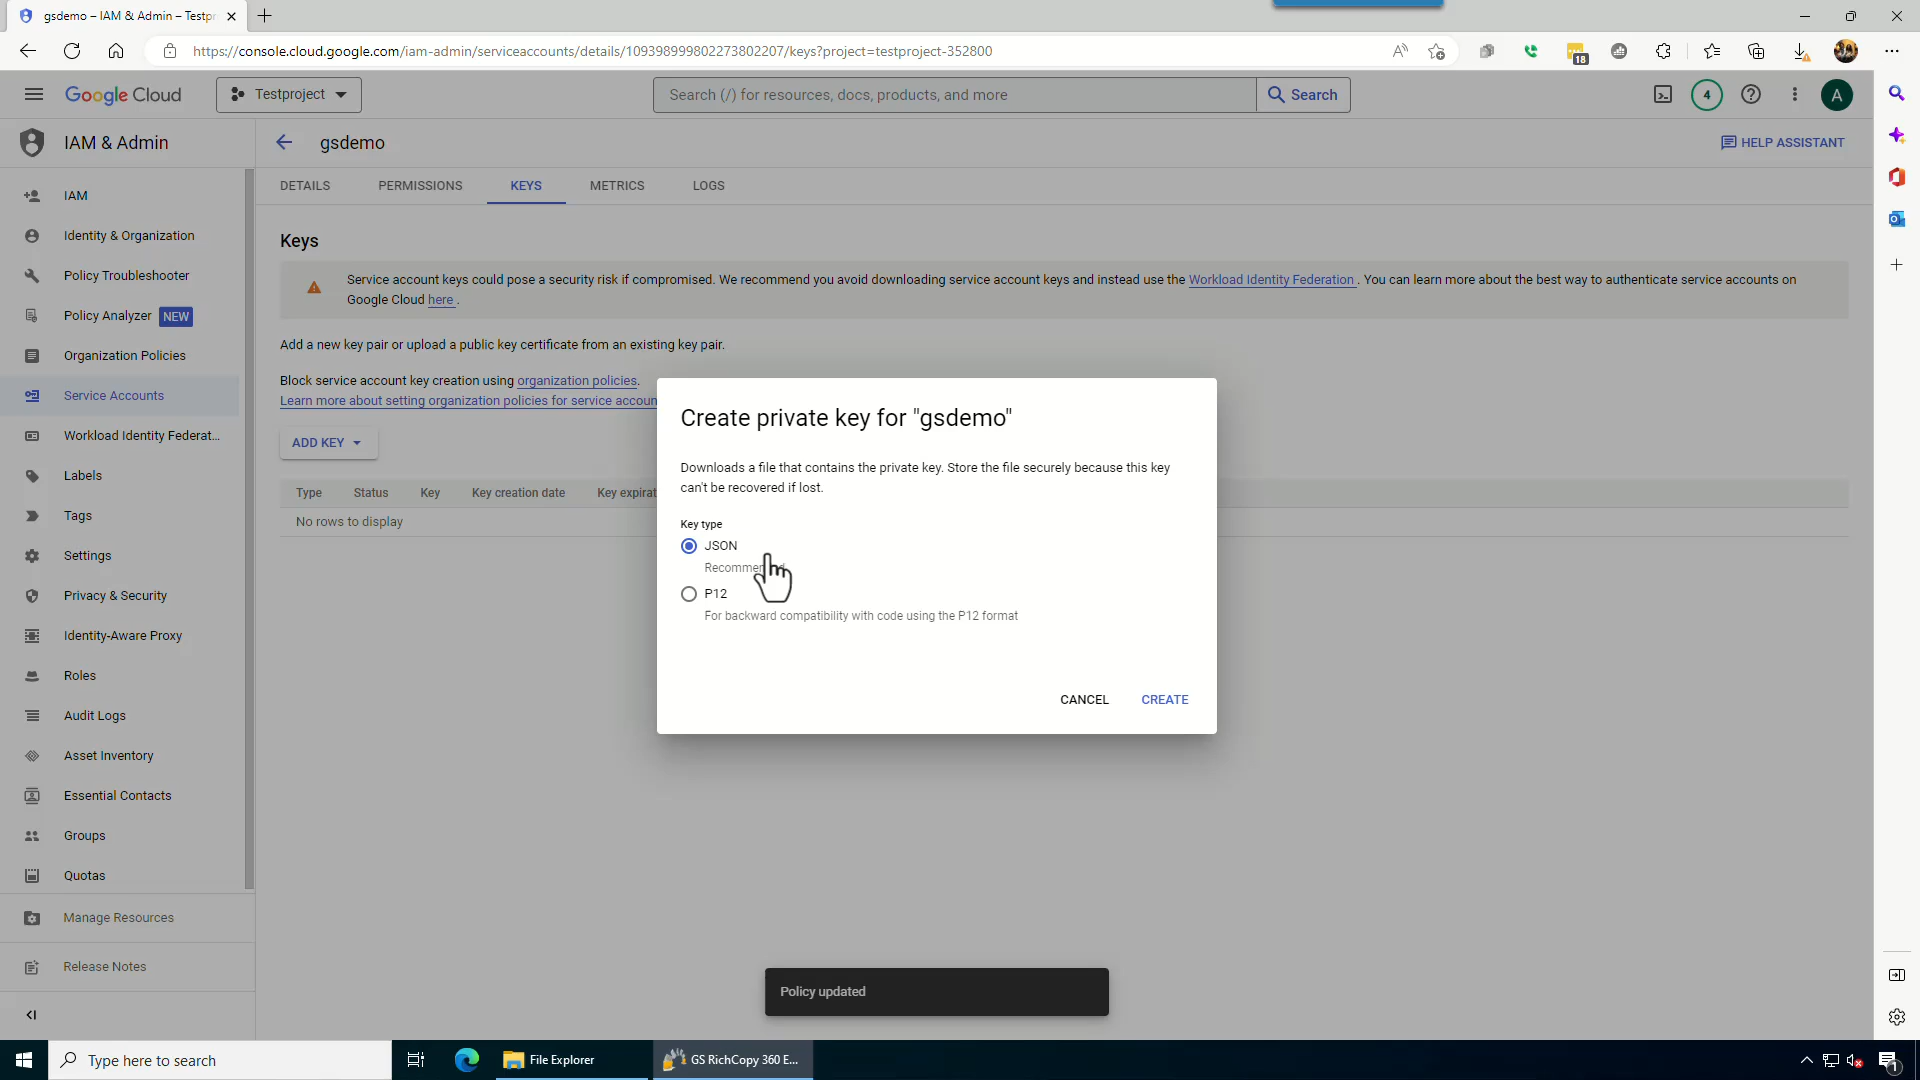 gsdemo – IAM & Admin – Testpr
https://console.cloud.google.com/iam-admin/serviceaccounts/details/109398999802273802207/keys?project=testproject-352800
18
Google Cloud
Testproject
Search (/) for resources, docs, products, and more
Search
4
A
IAM & Admin
gsdemo
HELP ASSISTANT
DETAILS
PERMISSIONS
KEYS
METRICS
LOGS
IAM
Identity & Organization
Policy Troubleshooter
Policy Analyzer NEW
Organization Policies
Service Accounts
Workload Identity Federat...
Labels
Tags
Settings
Privacy & Security
Identity-Aware Proxy
Roles
Audit Logs
Asset Inventory
Essential Contacts
Groups
Quotas
Manage Resources
Release Notes
Keys
Service account keys could pose a security risk if compromised. We recommend you avoid downloading service account keys and instead use the Workload Identity Federation . You can learn more about the best way to authenticate service accounts on
Google Cloud here .
Add a new key pair or upload a public key certificate from an existing key pair.
Block service account key creation using organization policies.
Learn more about setting organization policies for service accoun
ADD KEY
Type Status Key Key creation date Key expirat
No rows to display
Create private key for "gsdemo"
Downloads a file that contains the private key. Store the file securely because this key
can't be recovered if lost.
Key type
JSON
Recommended
P12
For backward compatibility with code using the P12 format
CANCEL
CREATE
Policy updated
Type here to search
File Explorer
GS RichCopy 360 E...
1